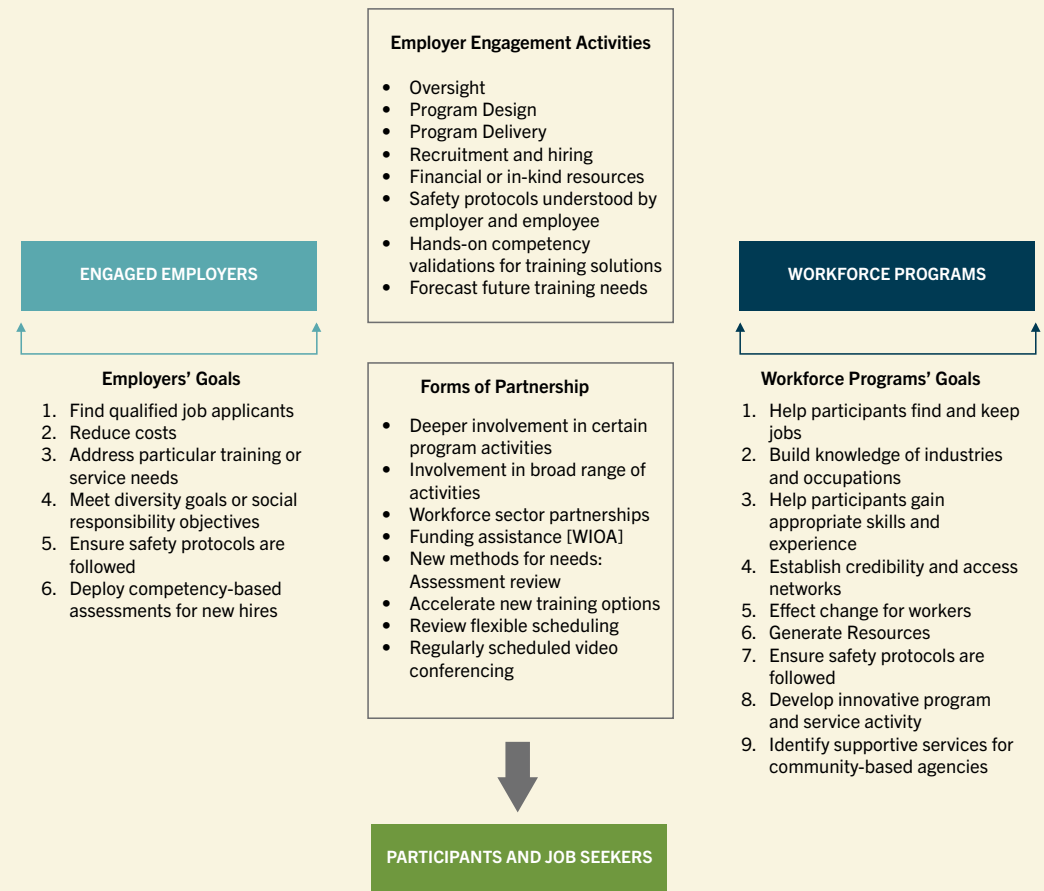 Employer Engagement Activities
• Oversight
• Program Design
• Program Delivery
• Recruitment and hiring
• Financial or in-kind resources
• Safety protocols understood by
employer and employee
• Hands-on competency
validations for training solutions
• Forecast future training needs
ENGAGED EMPLOYERS
Employers’ Goals
1. Find qualified job applicants
2. Reduce costs
3. Address particular training or
service needs
4. Meet diversity goals or social
responsibility objectives
5. Ensure safety protocols are
followed
6. Deploy competency-based
assessments for new hires
Forms of Partnership
• Deeper involvement in certain
program activities
• Involvement in broad range of
activities
• Workforce sector partnerships
• Funding assistance [WIOA]
• New methods for needs:
Assessment review
• Accelerate new training options
• Review flexible scheduling
• Regularly scheduled video
conferencing
WORKFORCE PROGRAMS
Workforce Programs’ Goals
1. Help participants find and keep
jobs
2. Build knowledge of industries
and occupations
3. Help participants gain
appropriate skills and
experience
4. Establish credibility and access
networks
5. Effect change for workers
6. Generate Resources
7. Ensure safety protocols are
followed
8. Develop innovative program
and service activity
9. Identify supportive services for
community-based agencies
PARTICIPANTS AND JOB SEEKERS